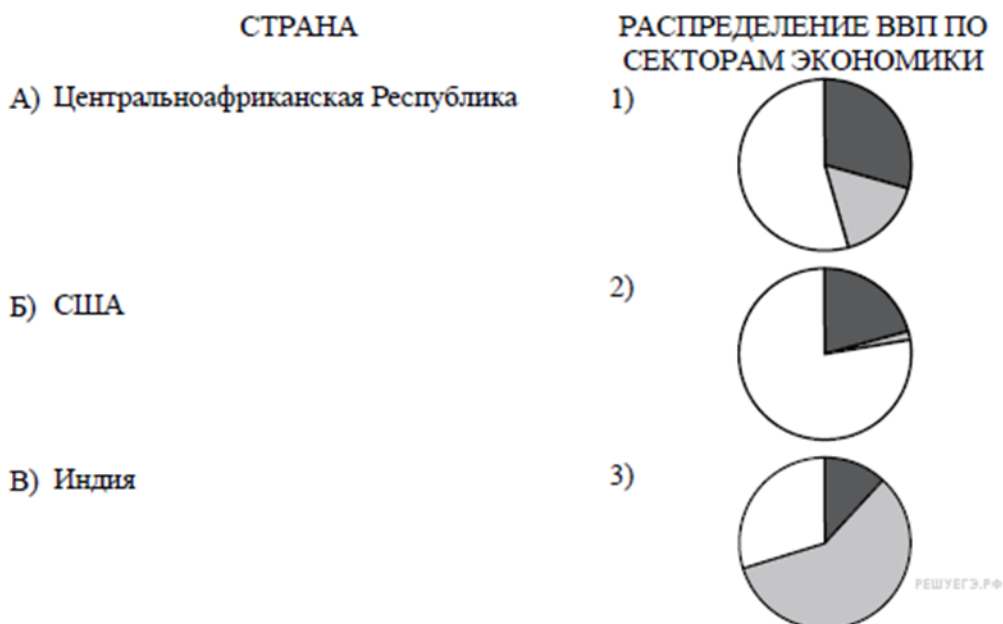 СТРАНА
РАСПРЕДЕЛЕНИЕ ВВП ПО
СЕКТОРАМ ЭКОНОМИКИ
А) Центральноафриканская Республика
1)
Б) США
2)
В) Индия
3)
РЕШУЕГЭ.РФ